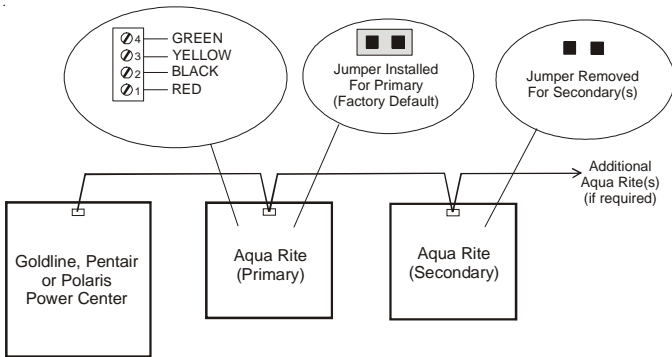 4 GREEN
3 YELLOW
2 BLACK
1 RED
Jumper Installed
For Primary
(Factory Default)
Jumper Removed
For Secondary(s)
Additional
Aqua Rite(s)
(if required)
Goldline, Pentair
or Polaris
Power Center
Aqua Rite
(Primary)
Aqua Rite
(Secondary)